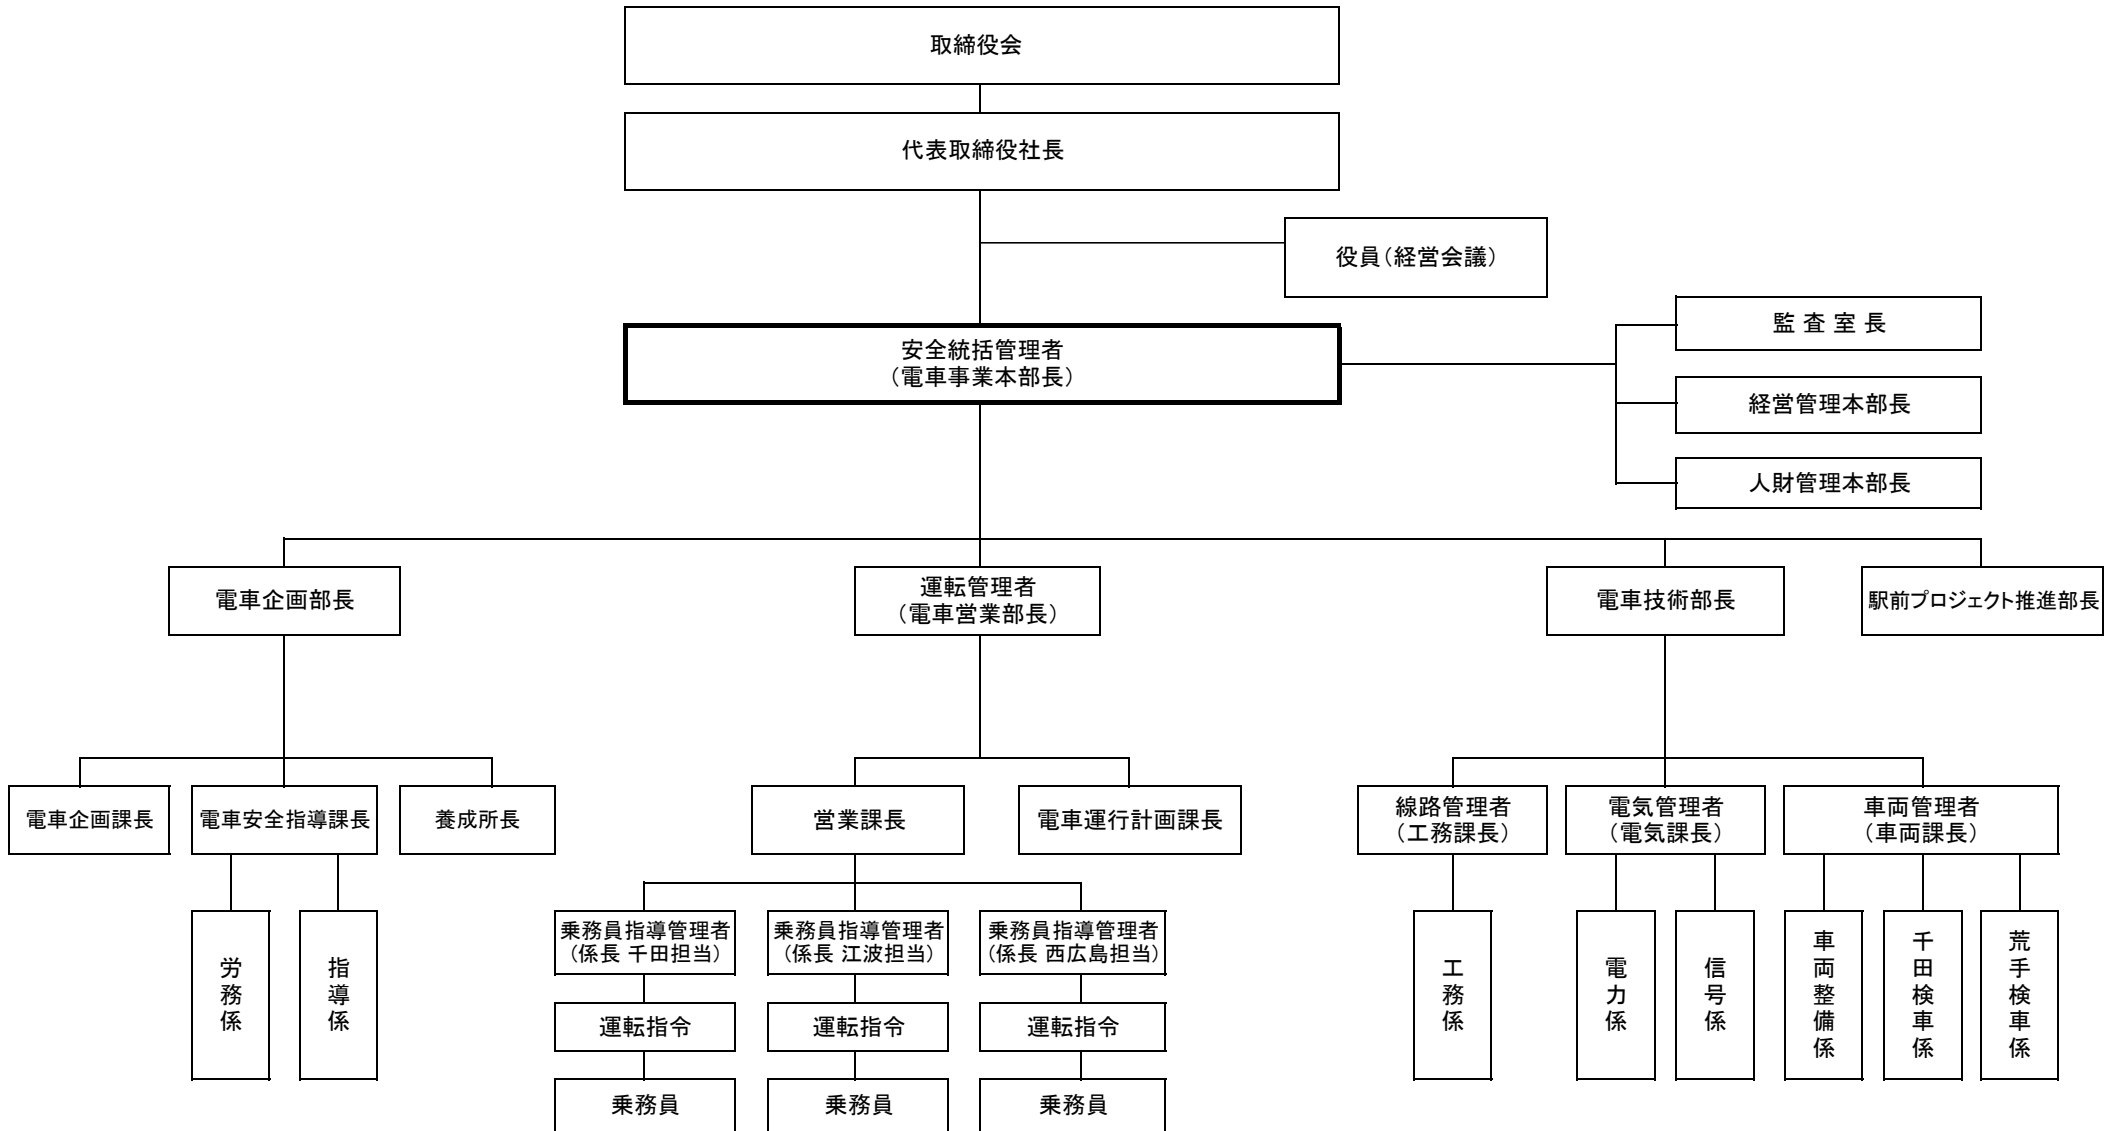 取締役会
代表取締役社長
役員（経営会議）
監 査 室 長
安全統括管理者
（電車事業本部長）
経営管理本部長
人財管理本部長
電車企画部長
運転管理者
（電車営業部長）
電車技術部長
駅前プロジェクト推進部長
電車企画課長
電車安全指導課長
養成所長
営業課長
電車運行計画課長
線路管理者
（工務課長）
電気管理者
（電気課長）
車両管理者
（車両課長）
労務係
指導係
乗務員指導管理者
（係長 千田担当）
乗務員指導管理者
（係長 江波担当）
乗務員指導管理者
（係長 西広島担当）
運転指令
運転指令
運転指令
乗務員
乗務員
乗務員
工務係
電力係
信号係
車両整備係
千田検車係
荒手検車係